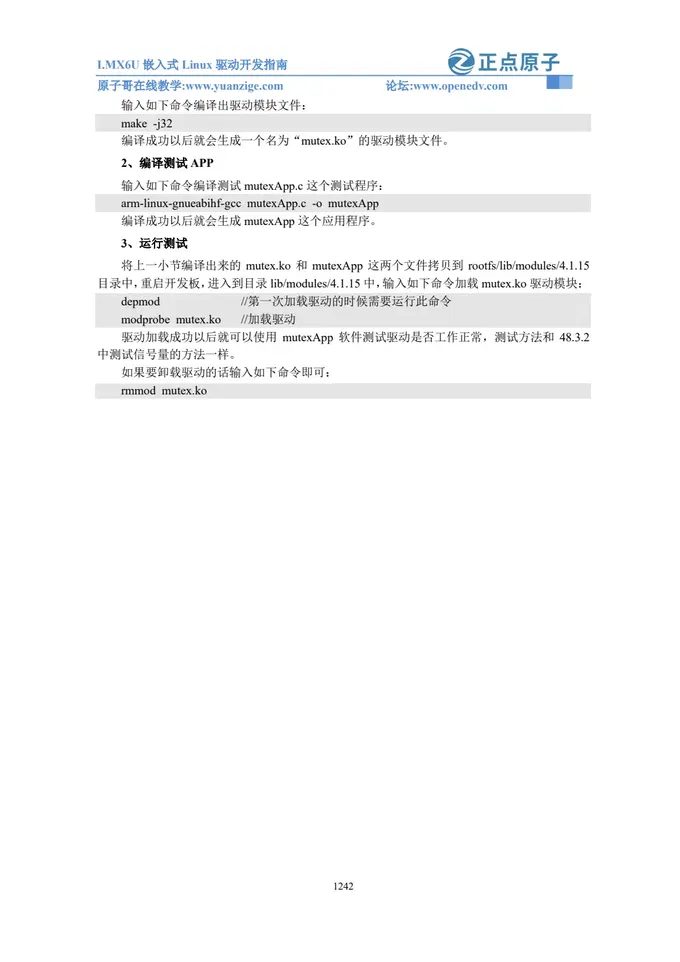 I.MX6U 嵌入式 Linux 驱动开发指南
正点原子
原子哥在线教学:www.yuanzige.com 论坛:www.openedv.com
输入如下命令编译出驱动模块文件：
make -j32
编译成功以后就会生成一个名为“mutex.ko”的驱动模块文件。
2、编译测试 APP
输入如下命令编译测试 mutexApp.c 这个测试程序：
arm-linux-gnueabihf-gcc mutexApp.c -o mutexApp
编译成功以后就会生成 mutexApp 这个应用程序。
3、运行测试
将上一小节编译出来的 mutex.ko 和 mutexApp 这两个文件拷贝到 rootfs/lib/modules/4.1.15
目录中，重启开发板，进入到目录 lib/modules/4.1.15 中，输入如下命令加载 mutex.ko 驱动模块：
depmod //第一次加载驱动的时候需要运行此命令
modprobe mutex.ko //加载驱动
驱动加载成功以后就可以使用 mutexApp 软件测试驱动是否工作正常，测试方法和 48.3.2
中测试信号量的方法一样。
如果要卸载驱动的话输入如下命令即可：
rmmod mutex.ko
1242